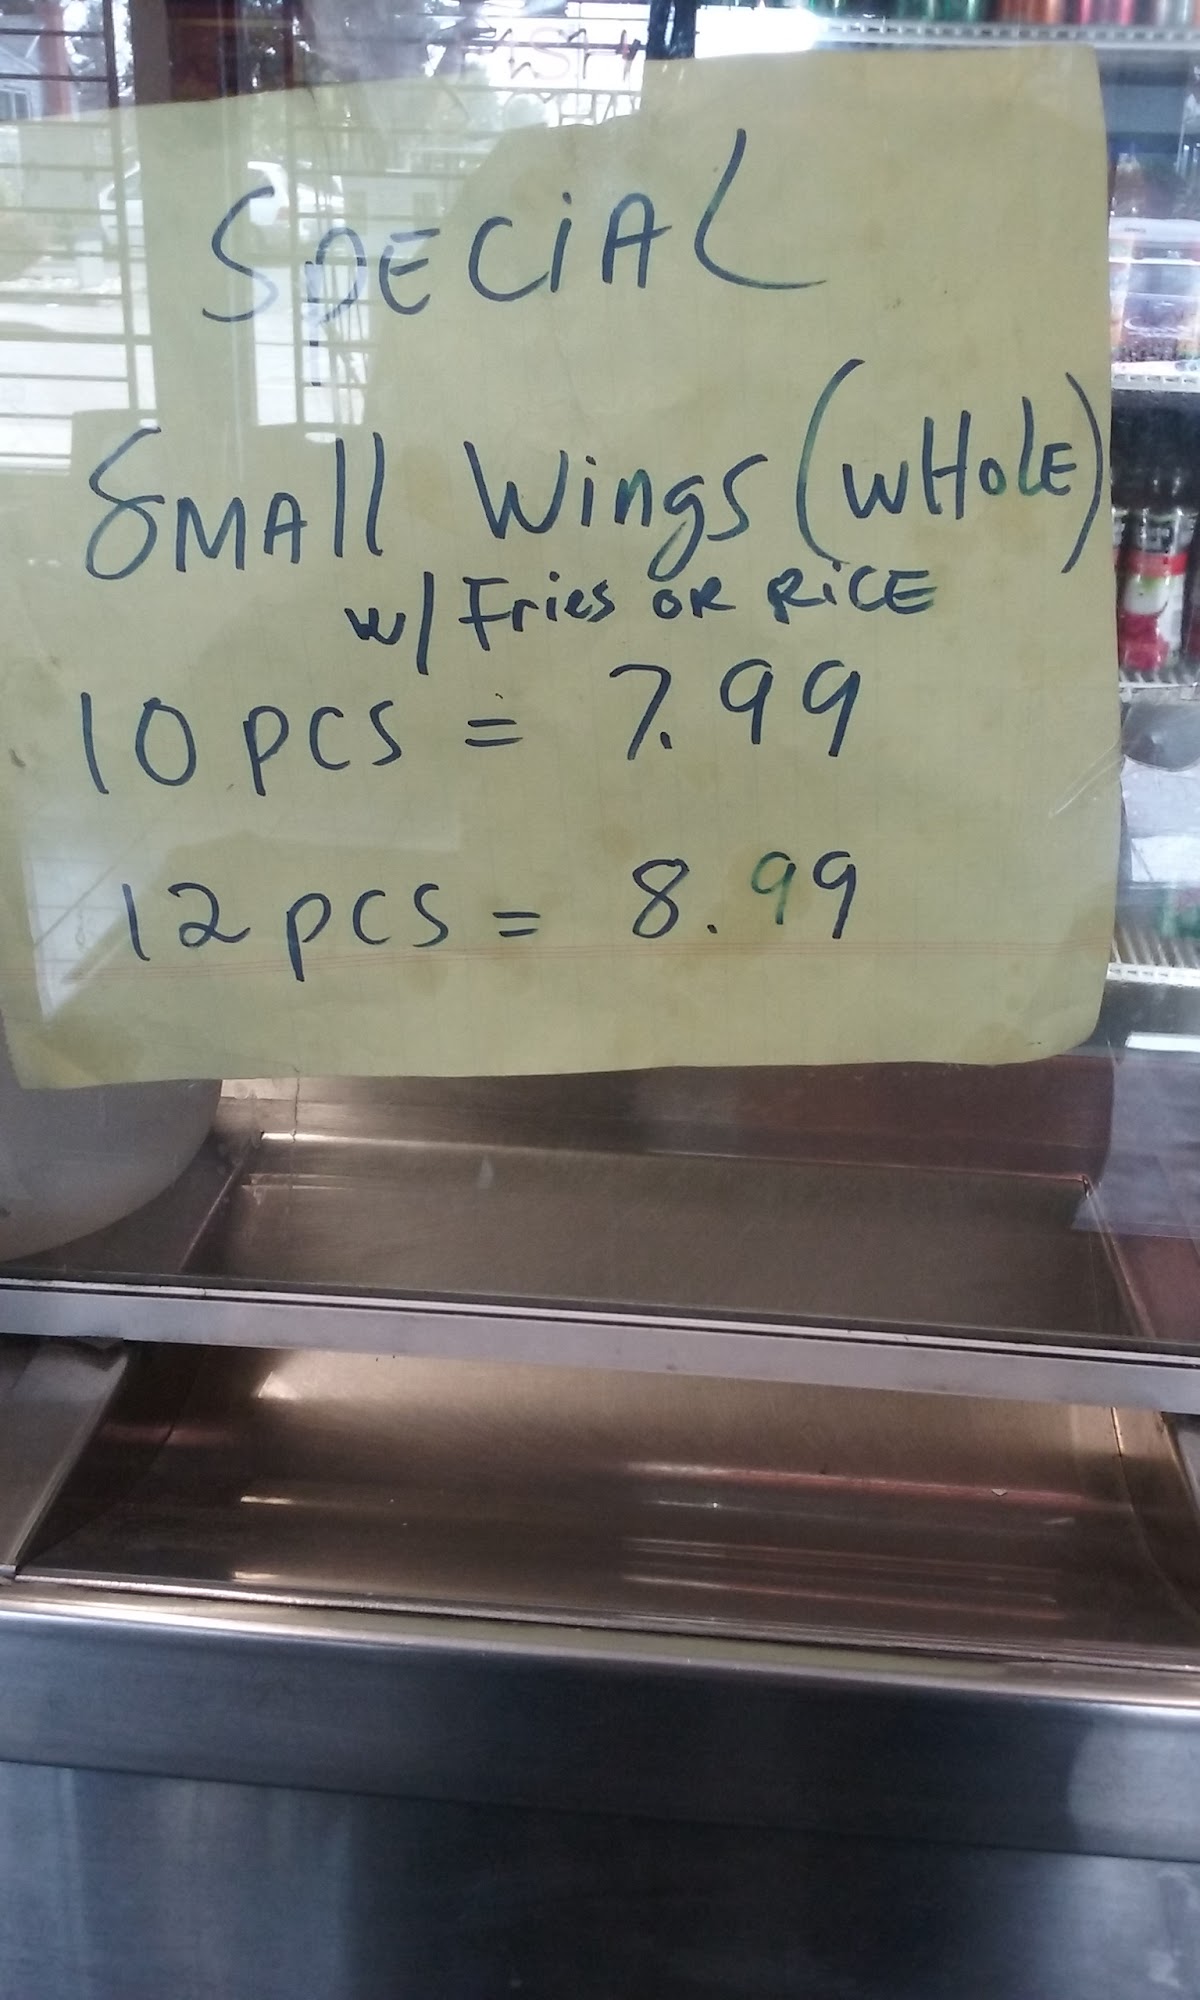 SPECiAL
SMAll Wings (wHolE)
w/ Fries OR RiCE
10 pcs = 7.99
12 pcs = 8.99